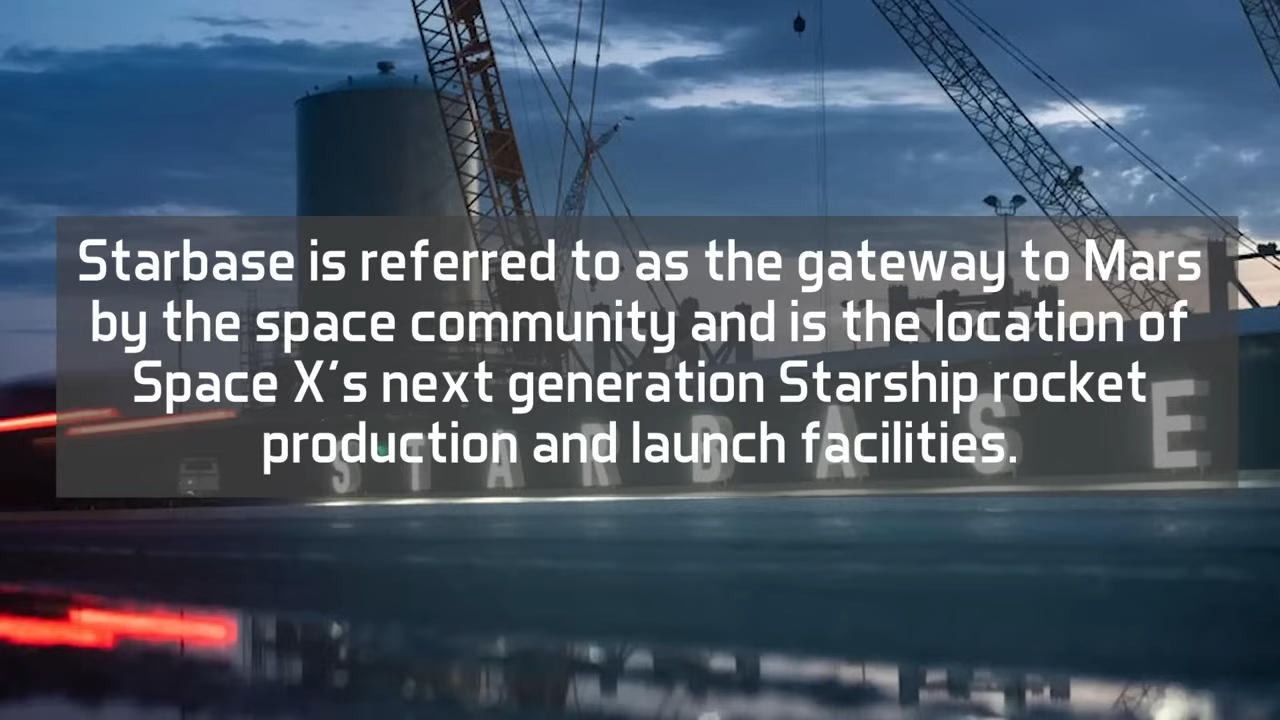 Starbase is referred to as the gateway to Mars
by the space community and is the location of
Space X's next generation Starship rocket
production and launch facilities.
STARBASE